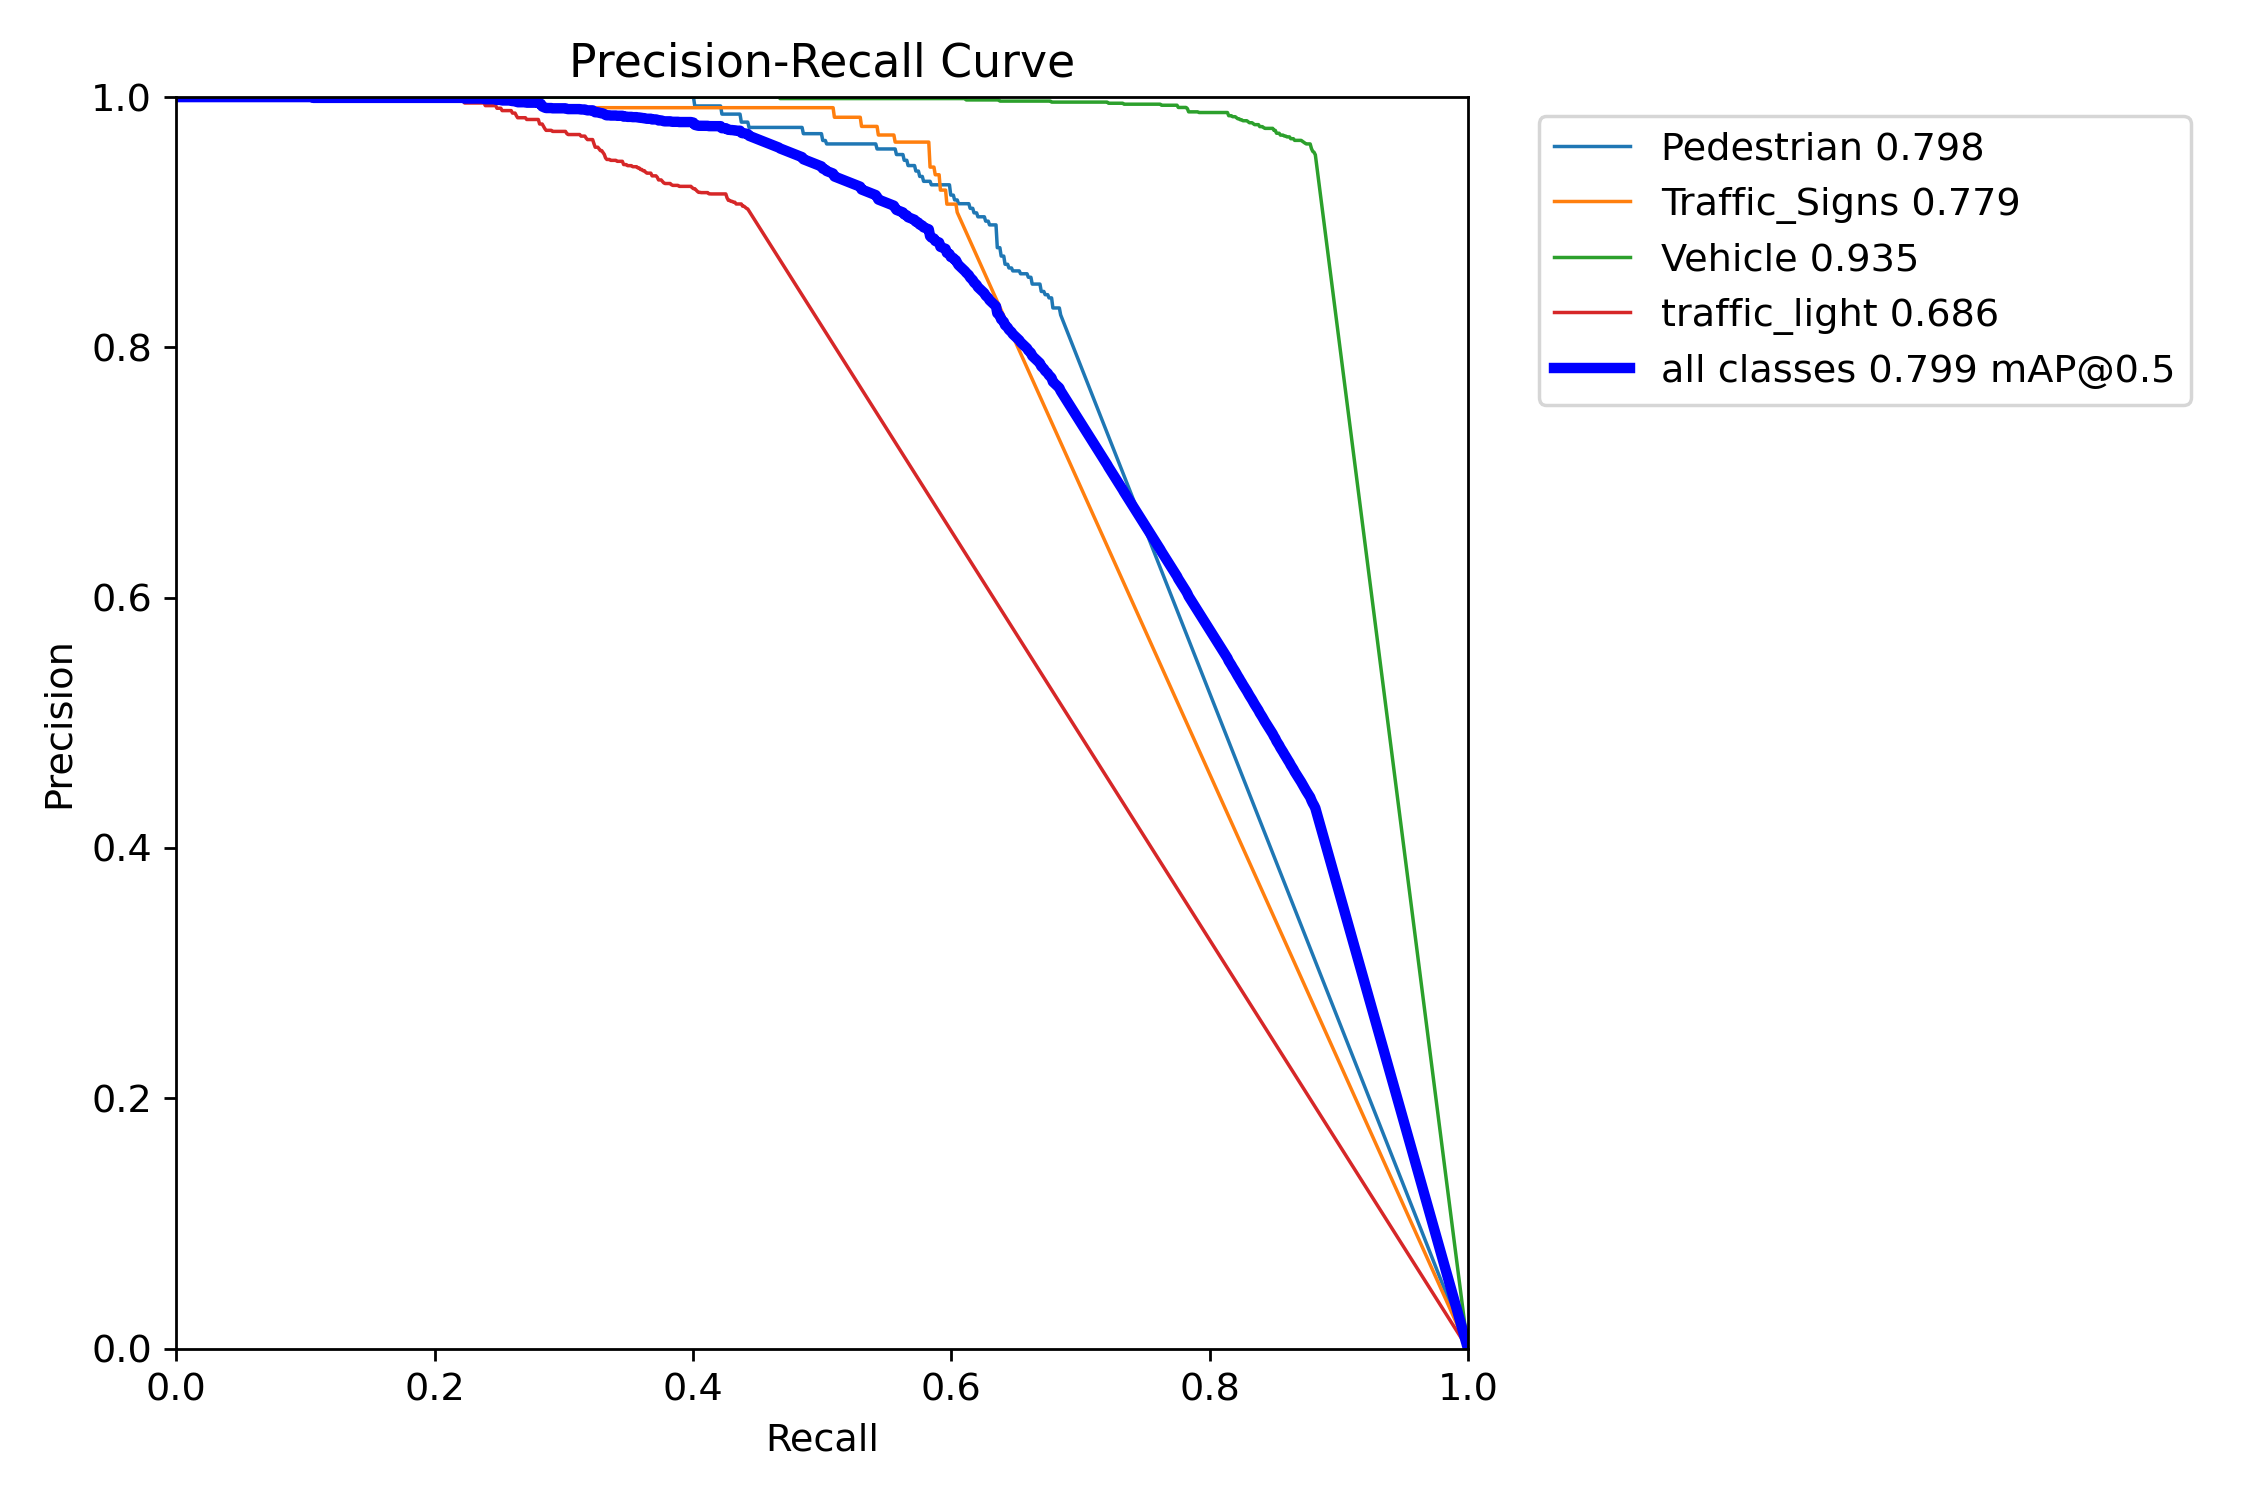 Precision-Recall Curve
1.0
0.8
0.6
0.4
0.2
0.0
Precision
0.0 0.2 0.4 0.6 0.8 1.0
Recall
Pedestrian 0.798
Traffic_Signs 0.779
Vehicle 0.935
traffic_light 0.686
all classes 0.799 mAP@0.5